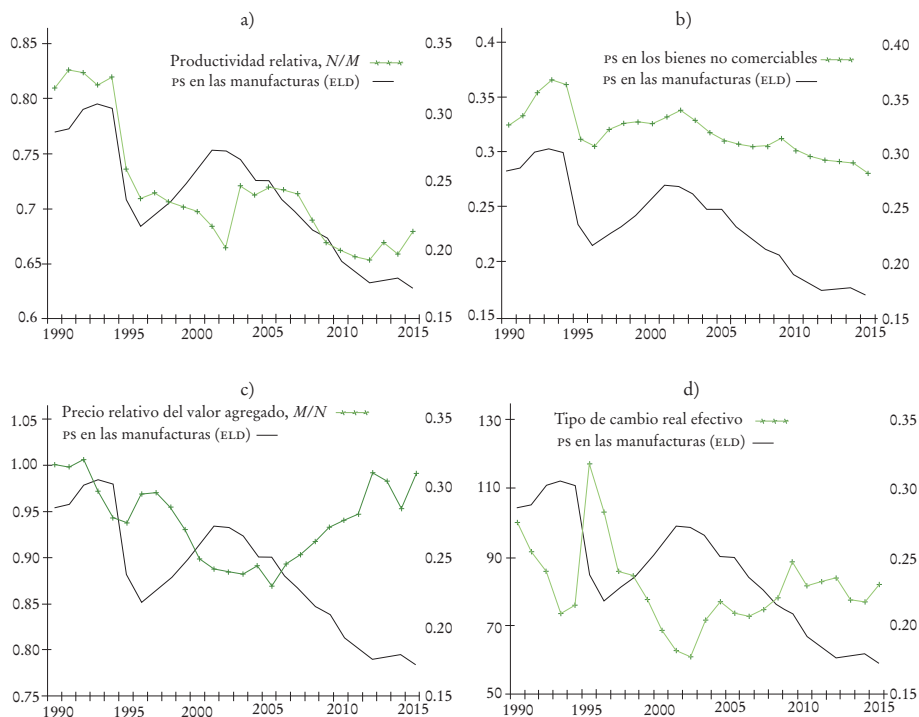 a)
Productividad relativa, N/M
PS en las manufacturas (ELD)
0.85
0.80
0.75
0.7
0.65
0.6
0.35
0.30
0.25
0.20
0.15
1990 1995 2000 2005 2010 2015
b)
PS en los bienes no comerciables
PS en las manufacturas (ELD)
0.4
0.35
0.3
0.25
0.2
0.15
0.40
0.35
0.30
0.25
0.20
0.15
1990 1995 2000 2005 2010 2015
c)
Precio relativo del valor agregado, M/N
PS en las manufacturas (ELD)
1.05
1.00
0.95
0.90
0.85
0.80
0.75
0.35
0.30
0.25
0.20
0.15
1990 1995 2000 2005 2010 2015
d)
Tipo de cambio real efectivo
PS en las manufacturas (ELD)
130
110
90
70
50
0.35
0.30
0.25
0.20
0.15
1990 1995 2000 2005 2010 2015